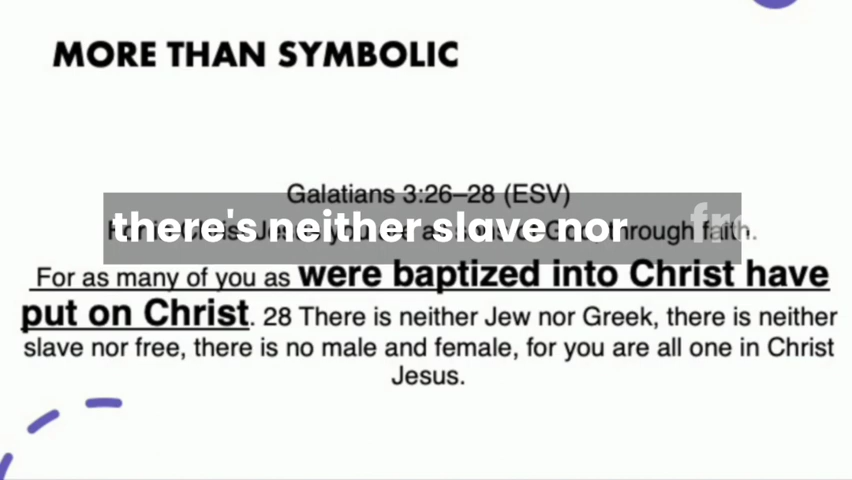 MORE THAN SYMBOLIC
Galatians 3:26–28 (ESV)
there's neither slave nor
through faith.
For as many of you as were baptized into Christ have
put on Christ. 28 There is neither Jew nor Greek, there is neither
slave nor free, there is no male and female, for you are all one in Christ
Jesus.